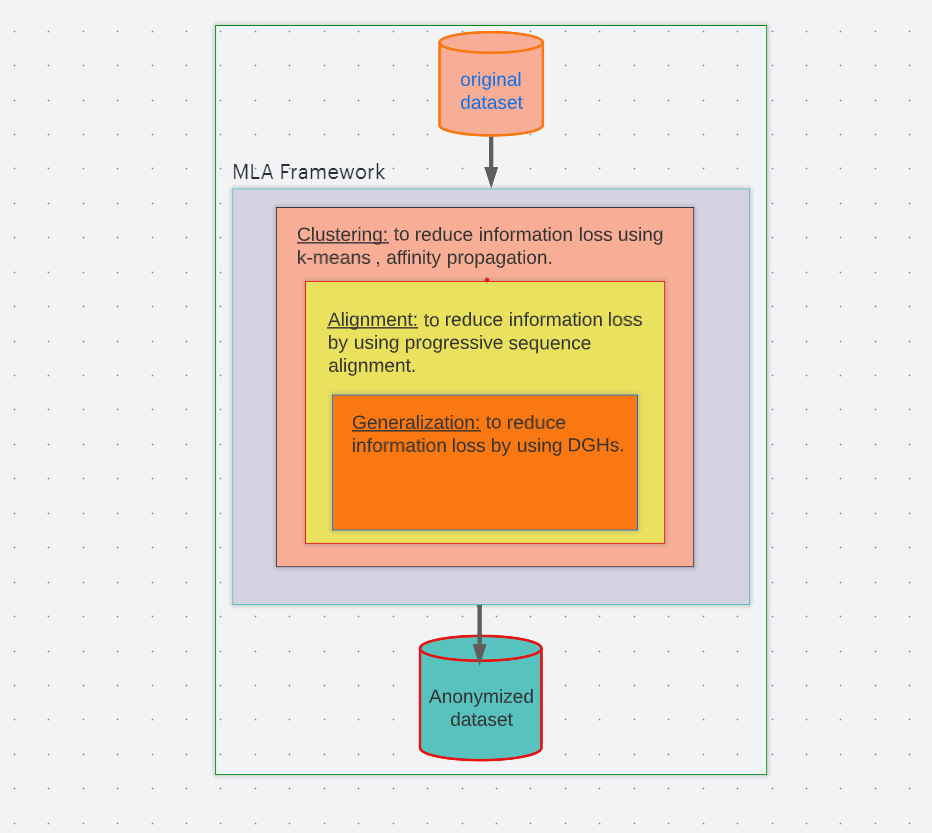 original
dataset
MLA Framework
Clustering: to reduce information loss using
k-means , affinity propagation.
Alignment: to reduce information loss
by using progressive sequence
alignment.
Generalization: to reduce
information loss by using DGHs.
Anonymized
dataset